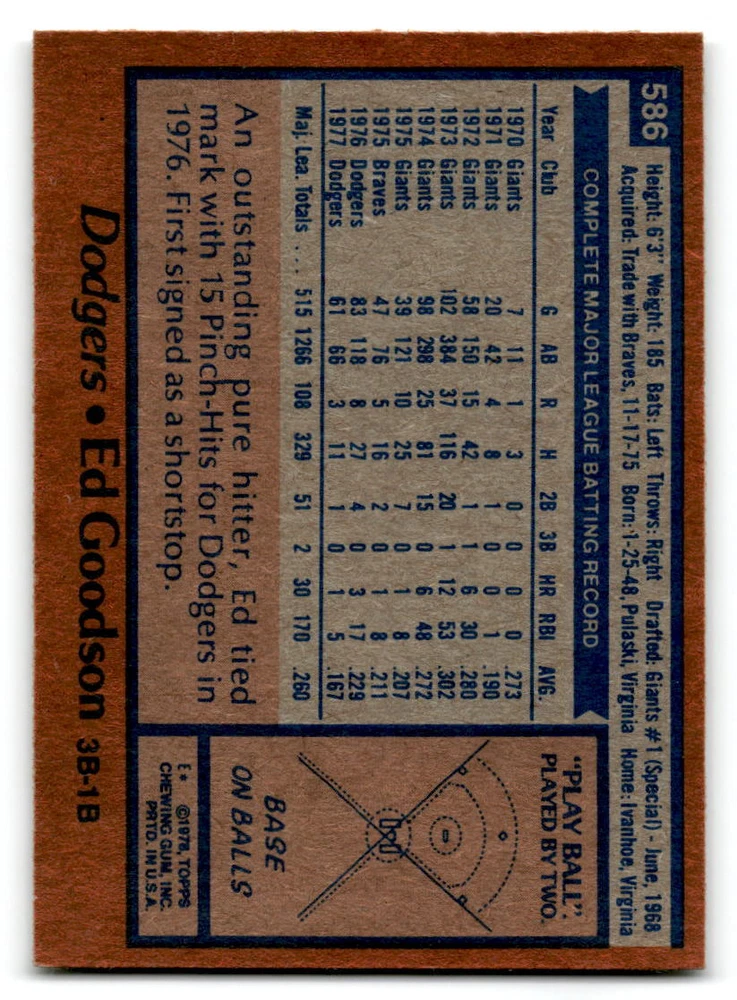 586
Height: 6'3" Weight: 185 Bats: Left Throws: Right Drafted: Giants #1 (Special) - June, 1968
Acquired: Trade with Braves, 11-17-75 Born: 1-25-48, Pulaski, Virginia Home: Ivanhoe, Virginia
COMPLETE MAJOR LEAGUE BATTING RECORD
Year Club G AB R H 2B 3B HR RBI AVG.
1970 Giants 7 11 1 3 0 0 0 0 .273
1971 Giants 20 42 4 8 1 0 0 1 .190
1972 Giants 58 150 15 42 1 1 6 30 .280
1973 Giants 102 384 37 116 20 1 12 53 .302
1974 Giants 98 298 25 81 15 0 6 48 .272
1975 Giants 39 121 10 25 7 0 1 8 .207
1975 Braves 47 76 5 16 2 0 1 8 .211
1976 Dodgers 83 118 8 27 4 0 3 17 .229
1977 Dodgers 61 66 3 11 1 0 1 5 .167
Maj. Lea. Totals .... 515 1266 108 329 51 2 30 170 .260
An outstanding pure hitter, Ed tied
mark with 15 Pinch-Hits for Dodgers in
1976. First signed as a shortstop.
"PLAY BALL".
PLAYED BY TWO.
BASE
ON BALLS
E* ©1978, TOPPS
CHEWING GUM, INC.
PRTD. IN U.S.A.
Dodgers • Ed Goodson 3B-1B